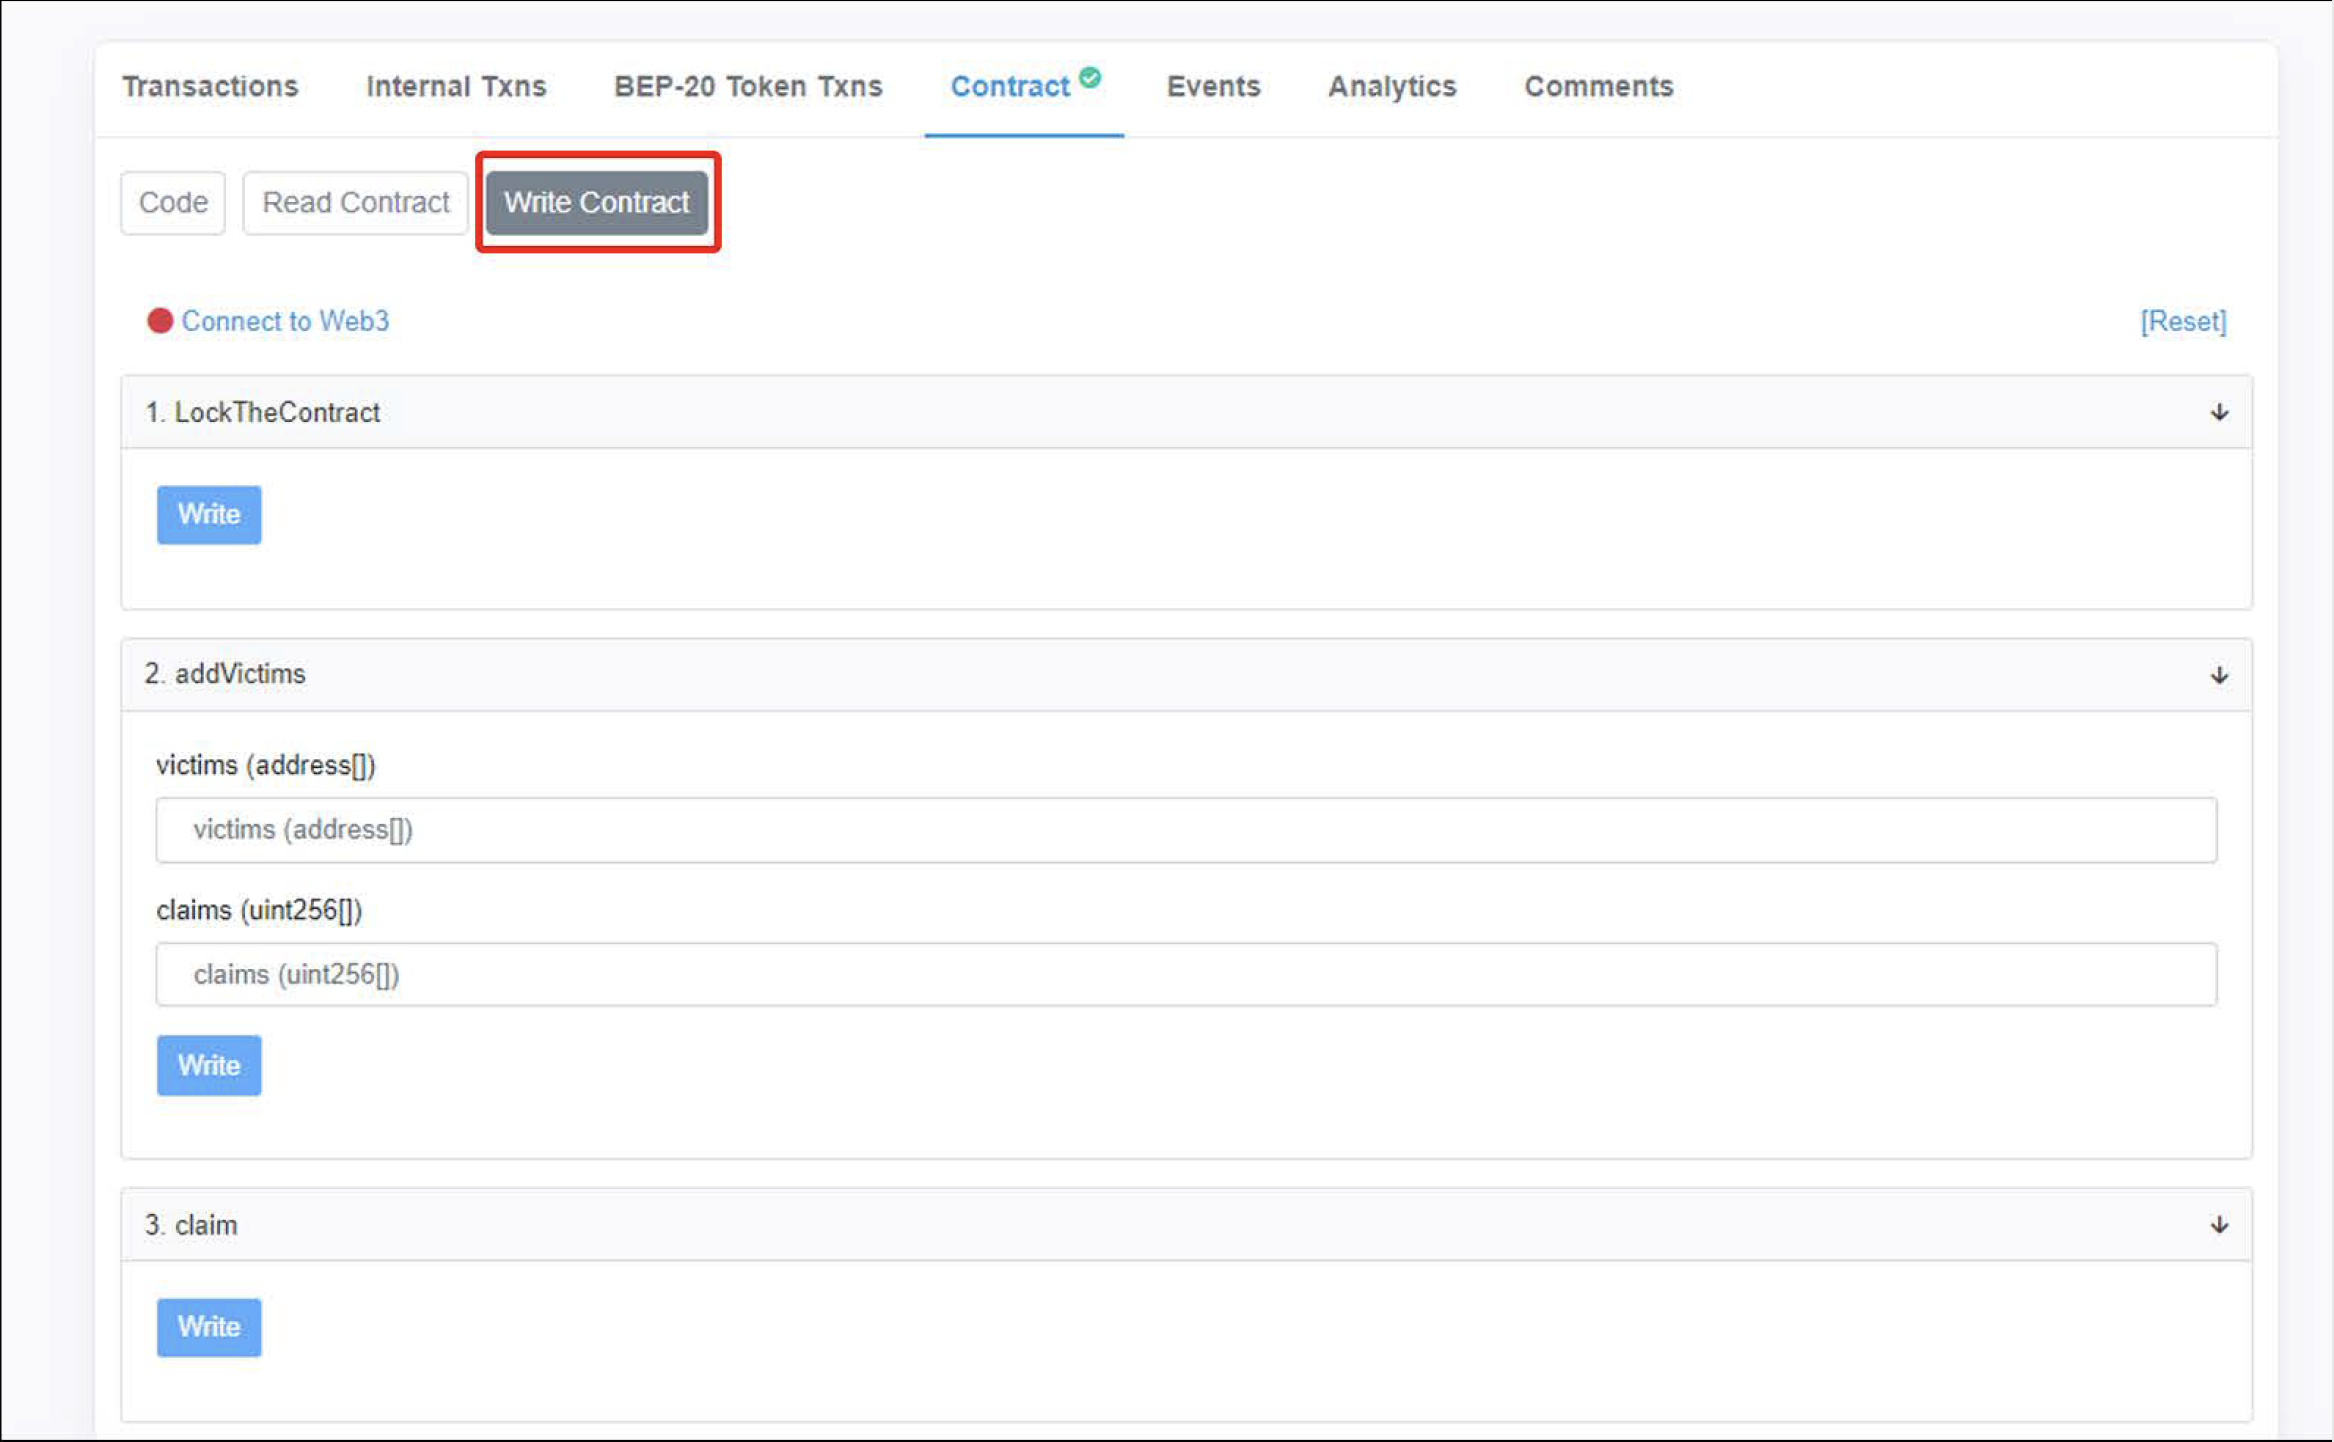 Transactions Internal Txns BEP-20 Token Txns Contract Events Analytics Comments
Code Read Contract Write Contract
Connect to Web3 [Reset]
1. LockTheContract
Write
2. addVictims
victims (address[])
victims (address[])
claims (uint256[])
claims (uint256[])
Write
3. claim
Write